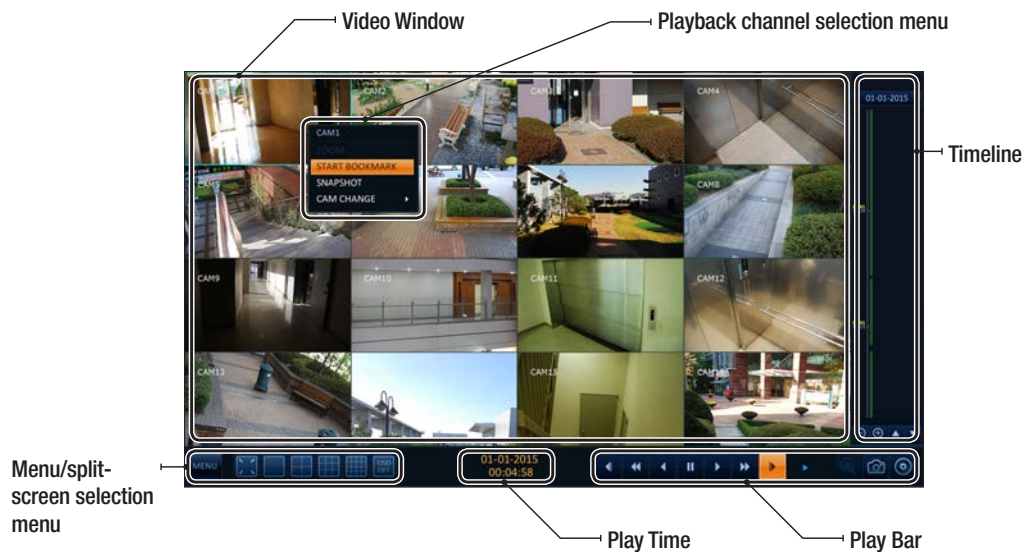 Video Window
Playback channel selection menu
CAM2
CAM4
01-01-2015
CAM1
ZOOM
START BOOKMARK
SNAPSHOT
CAM CHANGE
Timeline
CAM8
CAM9
CAM10
CAM11
CAM12
CAM13
CAM15
Menu/split-
screen selection
menu
MENU
OSD
OFF
01-01-2015
00:04:58
Play Time
Play Bar